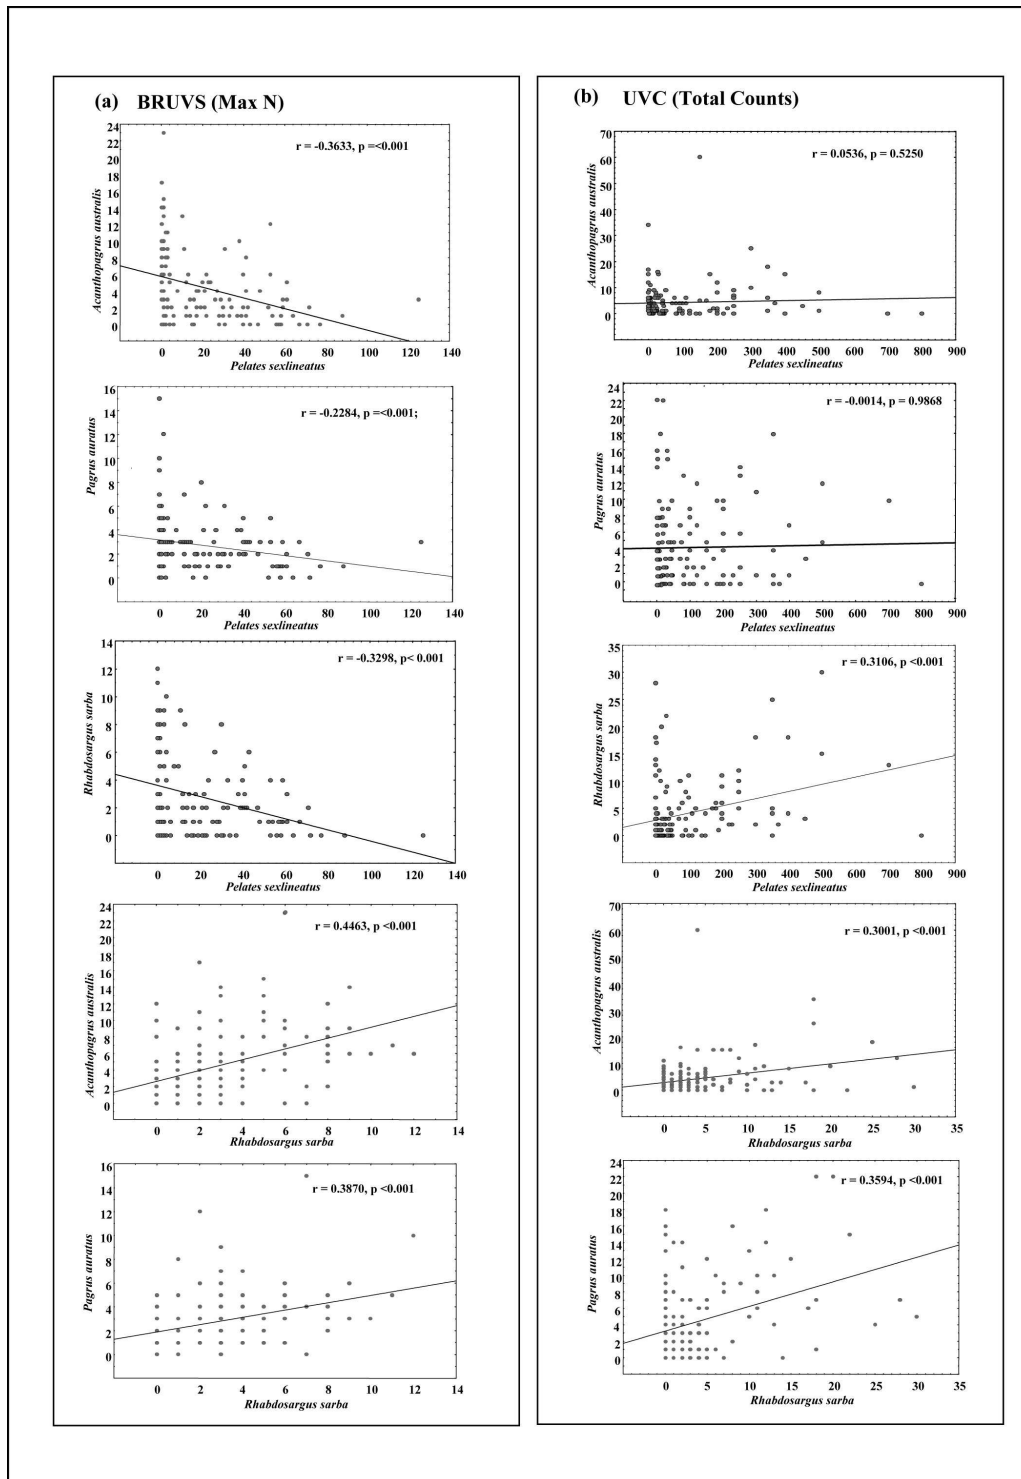 (a) BRUVS (Max N)
24
22
20
18
16
14
12
10
8
6
4
2
0
Acanthopagrus australis
r = -0.3633, p =<0.001
0 20 40 60 80 100 120 140
Pelates sexlineatus
16
14
12
10
8
6
4
2
0
Pagrus auratus
r = -0.2284, p =<0.001;
0 20 40 60 80 100 120 140
Pelates sexlineatus
14
12
10
8
6
4
2
0
Rhabdosargus sarba
r = -0.3298, p< 0.001
0 20 40 60 80 100 120 140
Pelates sexlineatus
24
22
20
18
16
14
12
10
8
6
4
2
0
Acanthopagrus australis
r = 0.4463, p <0.001
0 2 4 6 8 10 12 14
Rhabdosargus sarba
16
14
12
10
8
6
4
2
0
Pagrus auratus
r = 0.3870, p <0.001
0 2 4 6 8 10 12 14
Rhabdosargus sarba
(b) UVC (Total Counts)
70
60
50
40
30
20
10
0
Acanthopagrus australis
r = 0.0536, p = 0.5250
0 100 200 300 400 500 600 700 800 900
Pelates sexlineatus
22
20
18
16
14
12
10
8
6
4
2
0
Pagrus auratus
r = -0.0014, p = 0.9868
0 100 200 300 400 500 600 700 800 900
Pelates sexlineatus
35
30
25
20
15
10
5
0
Rhabdosargus sarba
r = 0.3106, p <0.001
0 100 200 300 400 500 600 700 800 900
Pelates sexlineatus
70
60
50
40
30
20
10
0
Acanthopagrus australis
r = 0.3001, p <0.001
0 5 10 15 20 25 30 35
Rhabdosargus sarba
24
22
20
18
16
14
12
10
8
6
4
2
0
Pagrus auratus
r = 0.3594, p <0.001
0 5 10 15 20 25 30 35
Rhabdosargus sarba